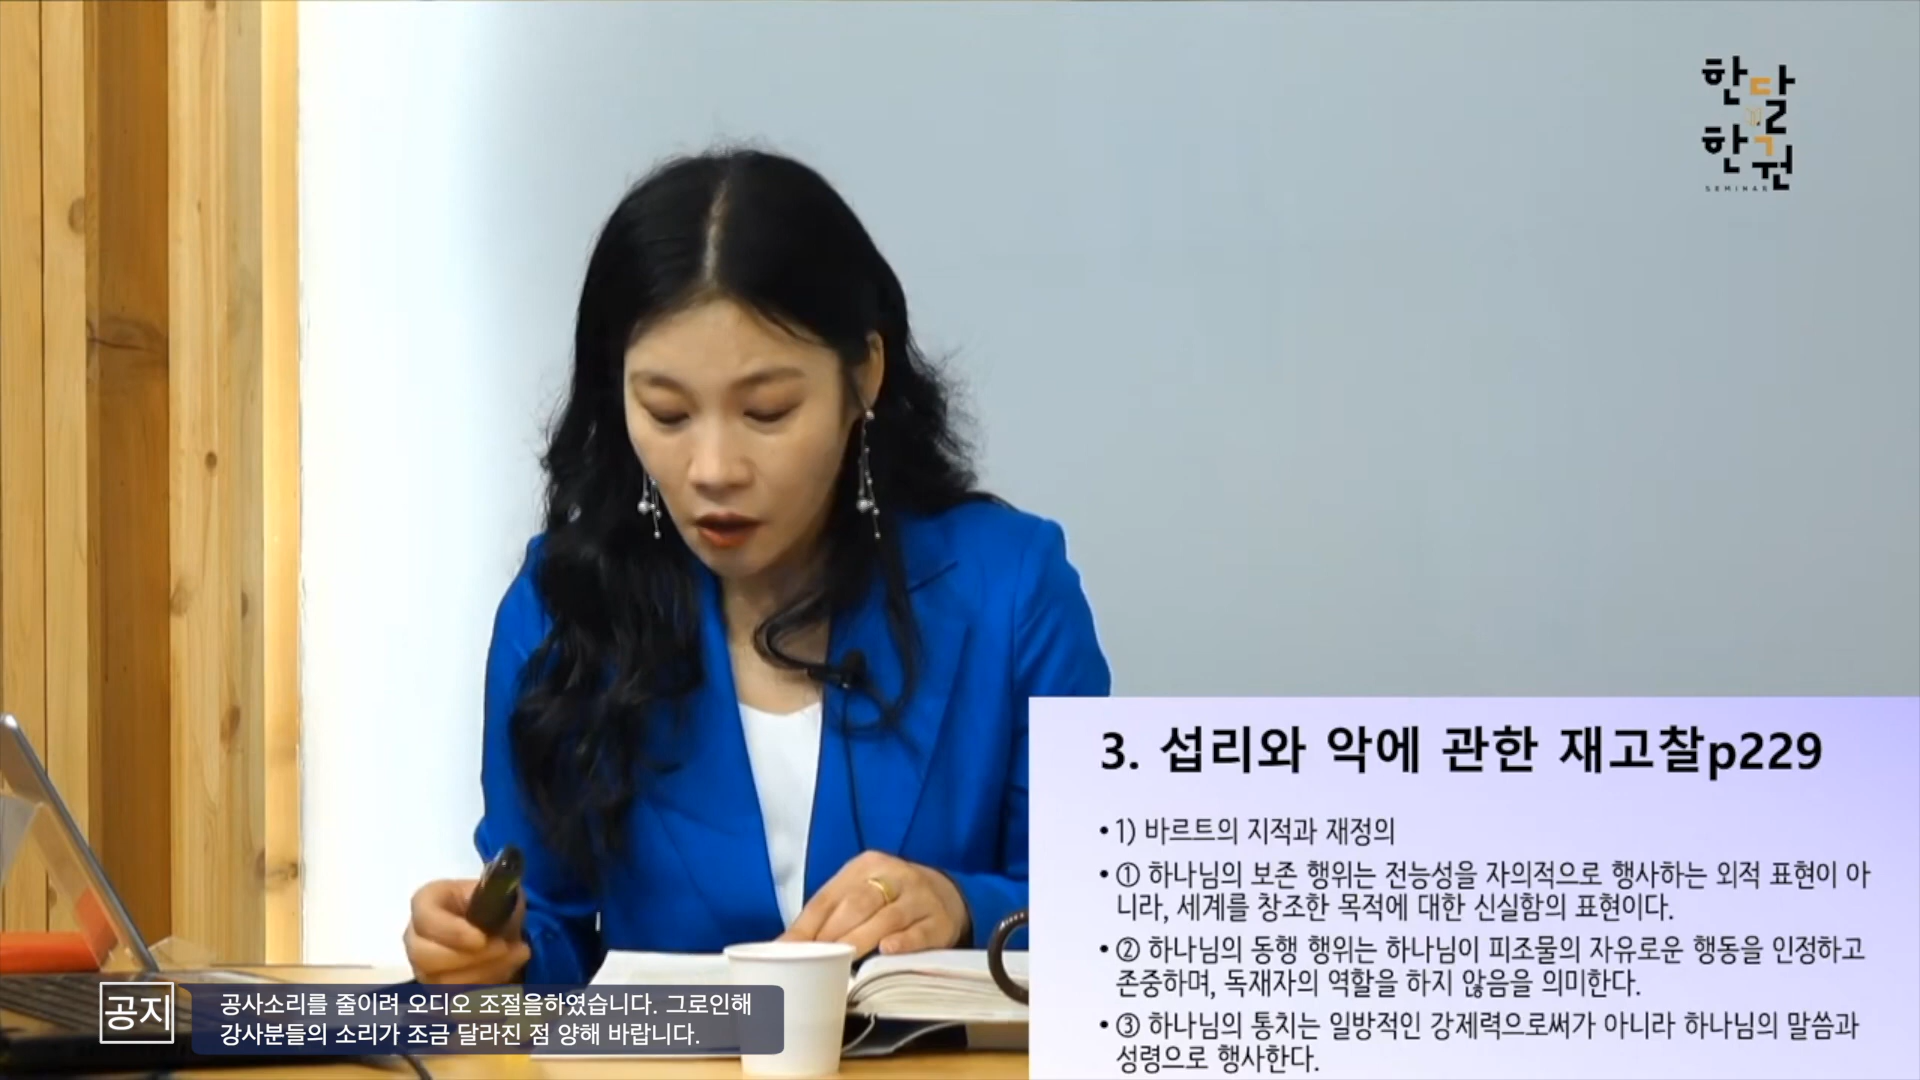 한달
한권
SEMINAR
3. 섭리와 악에 관한 재고찰p229
• 1) 바르트의 지적과 재정의
• ① 하나님의 보존 행위는 전능성을 자의적으로 행사하는 외적 표현이 아
니라, 세계를 창조한 목적에 대한 신실함의 표현이다.
• ② 하나님의 동행 행위는 하나님이 피조물의 자유로운 행동을 인정하고
존중하며, 독재자의 역할을 하지 않음을 의미한다.
• ③ 하나님의 통치는 일방적인 강제력으로써가 아니라 하나님의 말씀과
성령으로 행사한다.
공지
공사소리를 줄이려 오디오 조절을하였습니다. 그로인해
강사분들의 소리가 조금 달라진 점 양해 바랍니다.